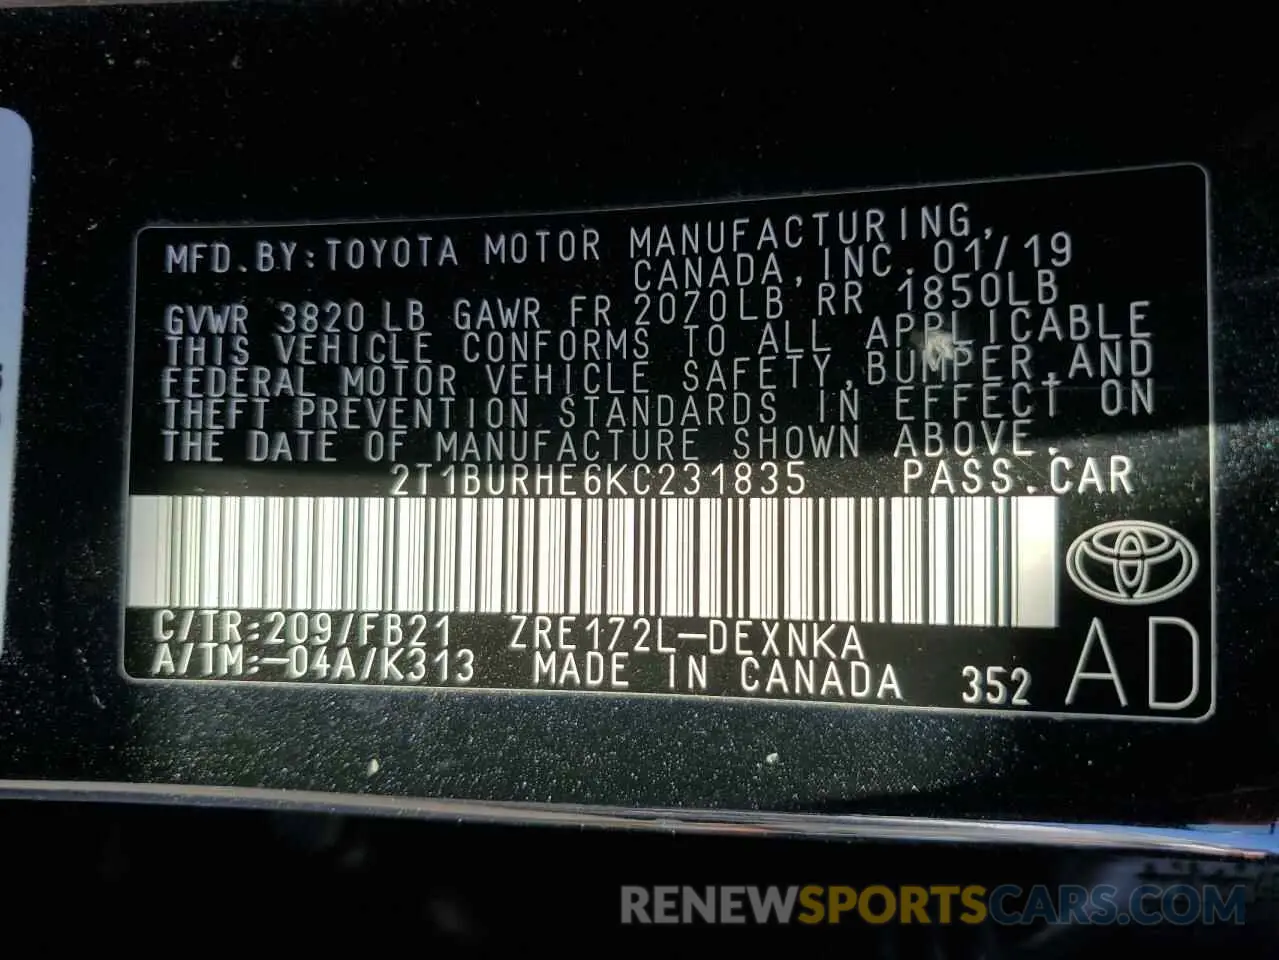 MFD.BY:TOYOTA MOTOR MANUFACTURING,
CANADA,INC. 01/19
GVWR 3820 LB GAWR FR 2070LB RR 1850LB
THIS VEHICLE CONFORMS TO ALL APPLICABLE
FEDERAL MOTOR VEHICLE SAFETY,BUMPER,AND
THEFT PREVENTION STANDARDS IN EFFECT ON
THE DATE OF MANUFACTURE SHOWN ABOVE.
2T1BURHE6KC231835 PASS.CAR
C/TR:209/FB21 ZRE172L-DEXNKA
A/TM:-04A/K313 MADE IN CANADA 352 AD
RENEWSPORTSCARS.COM